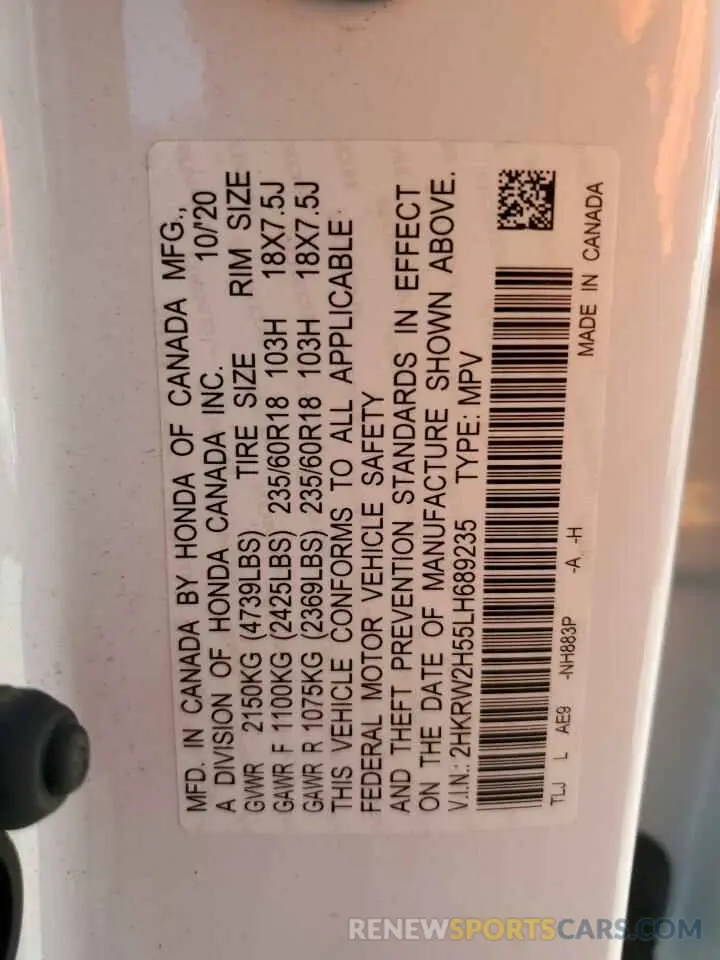 MFD. IN CANADA BY HONDA OF CANADA MFG.,
A DIVISION OF HONDA CANADA INC. 10/'20
GVWR 2150KG (4739LBS) TIRE SIZE RIM SIZE
GAWR F 1100KG (2425LBS) 235/60R18 103H 18X7.5J
GAWR R 1075KG (2369LBS) 235/60R18 103H 18X7.5J
THIS VEHICLE CONFORMS TO ALL APPLICABLE
FEDERAL MOTOR VEHICLE SAFETY
AND THEFT PREVENTION STANDARDS IN EFFECT
ON THE DATE OF MANUFACTURE SHOWN ABOVE.
V.I.N.: 2HKRW2H55LH689235 TYPE: MPV
TLJ L AE9 -NH883P -A -H MADE IN CANADA
RENEWSPORTSCARS.COM